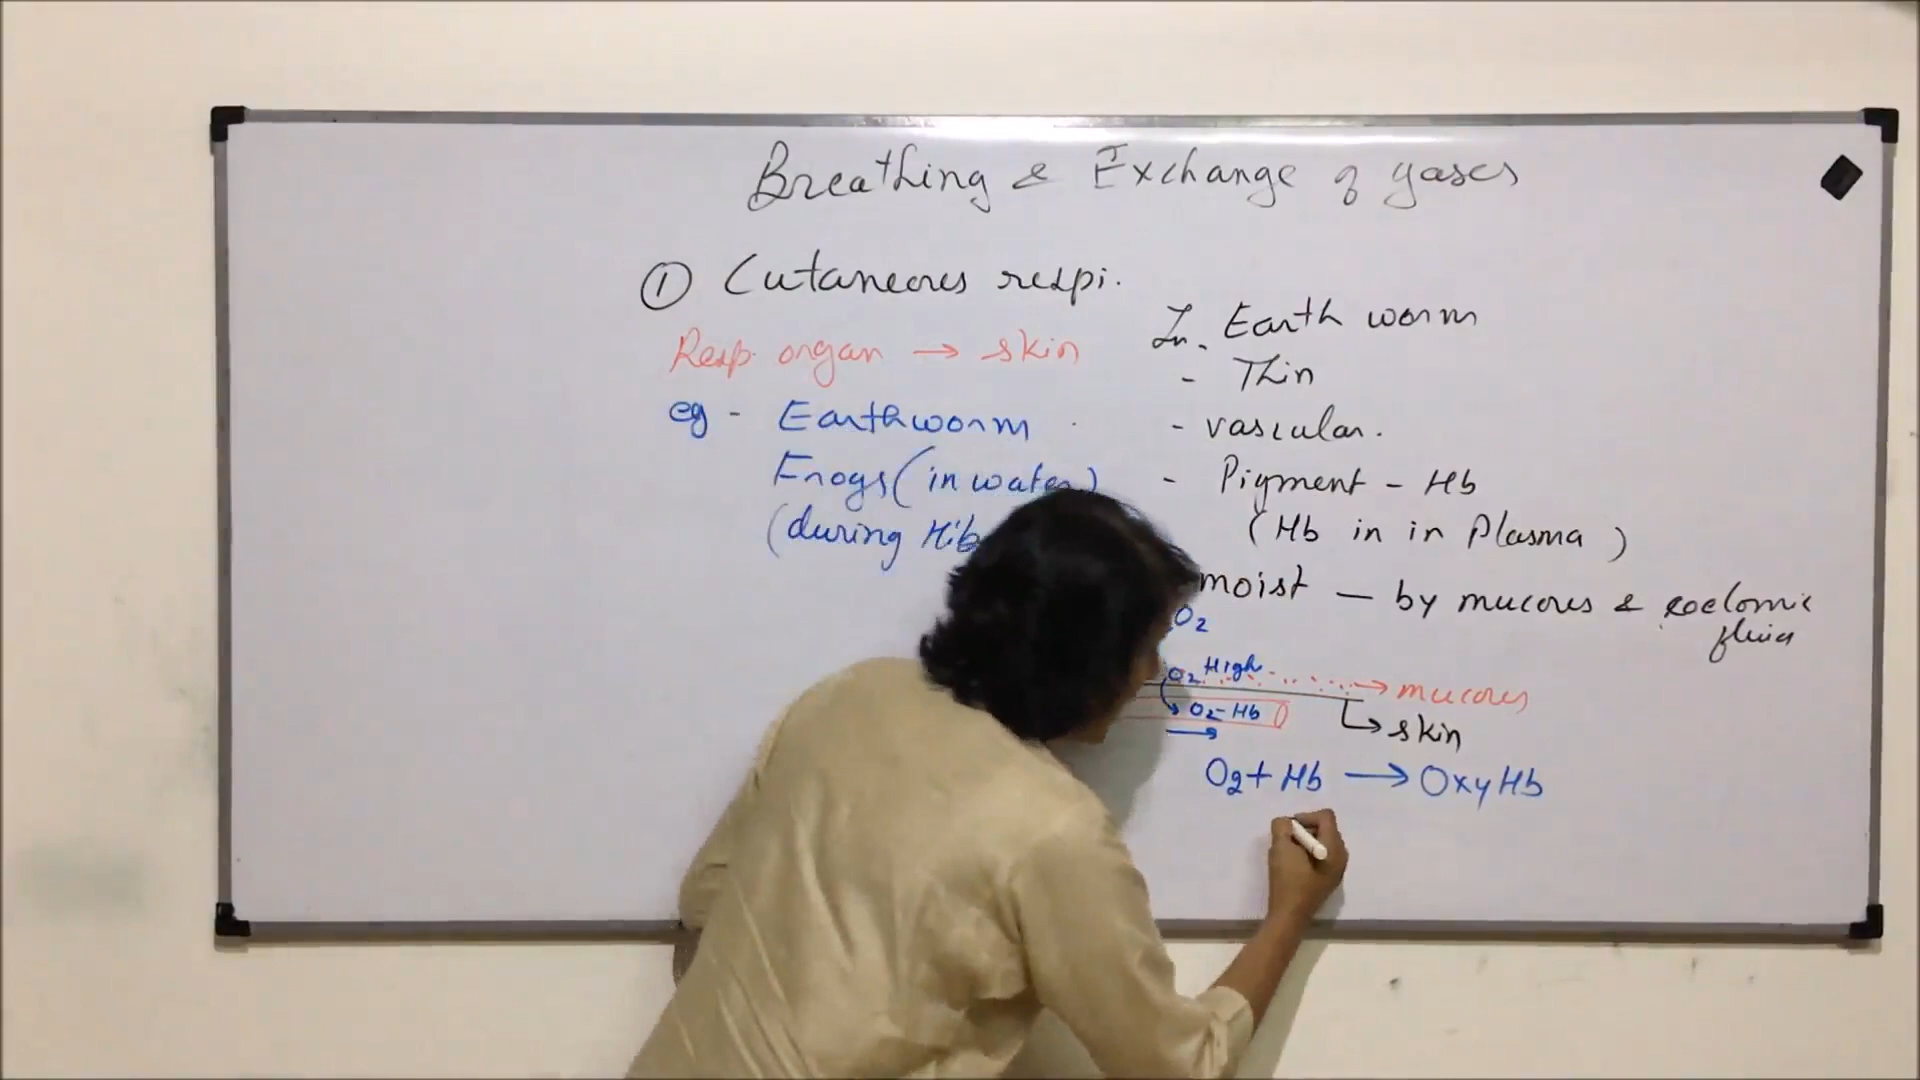 Breathing & Exchange of gases
① Cutaneous respi.
Resp. organ → skin
eg - Earthworm
Frogs (in water)
(during Hib
In. Earth worm
- Thin
- vascular.
- Pigment - Hb
(Hb in in Plasma)
moist — by mucous & coelomic
fluid
O2
O2 High → mucous
O2-Hb → skin
→
O2 + Hb → OxyHb